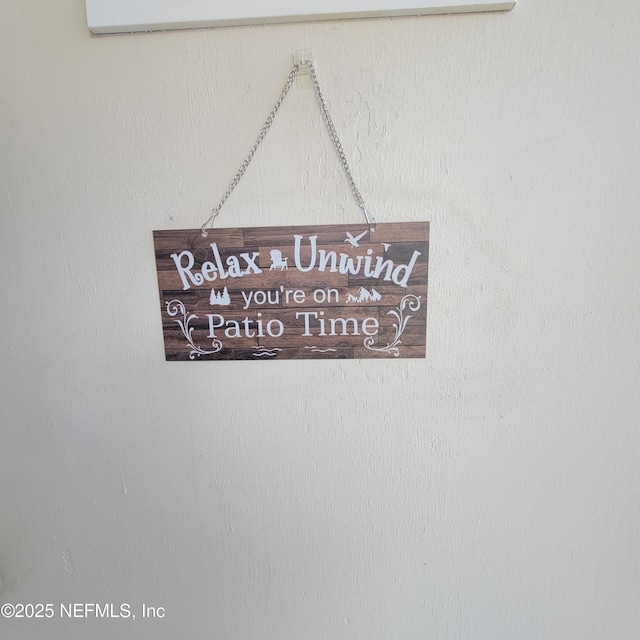 Relax Unwind
you're on
Patio Time
©2025 NEFMLS, Inc